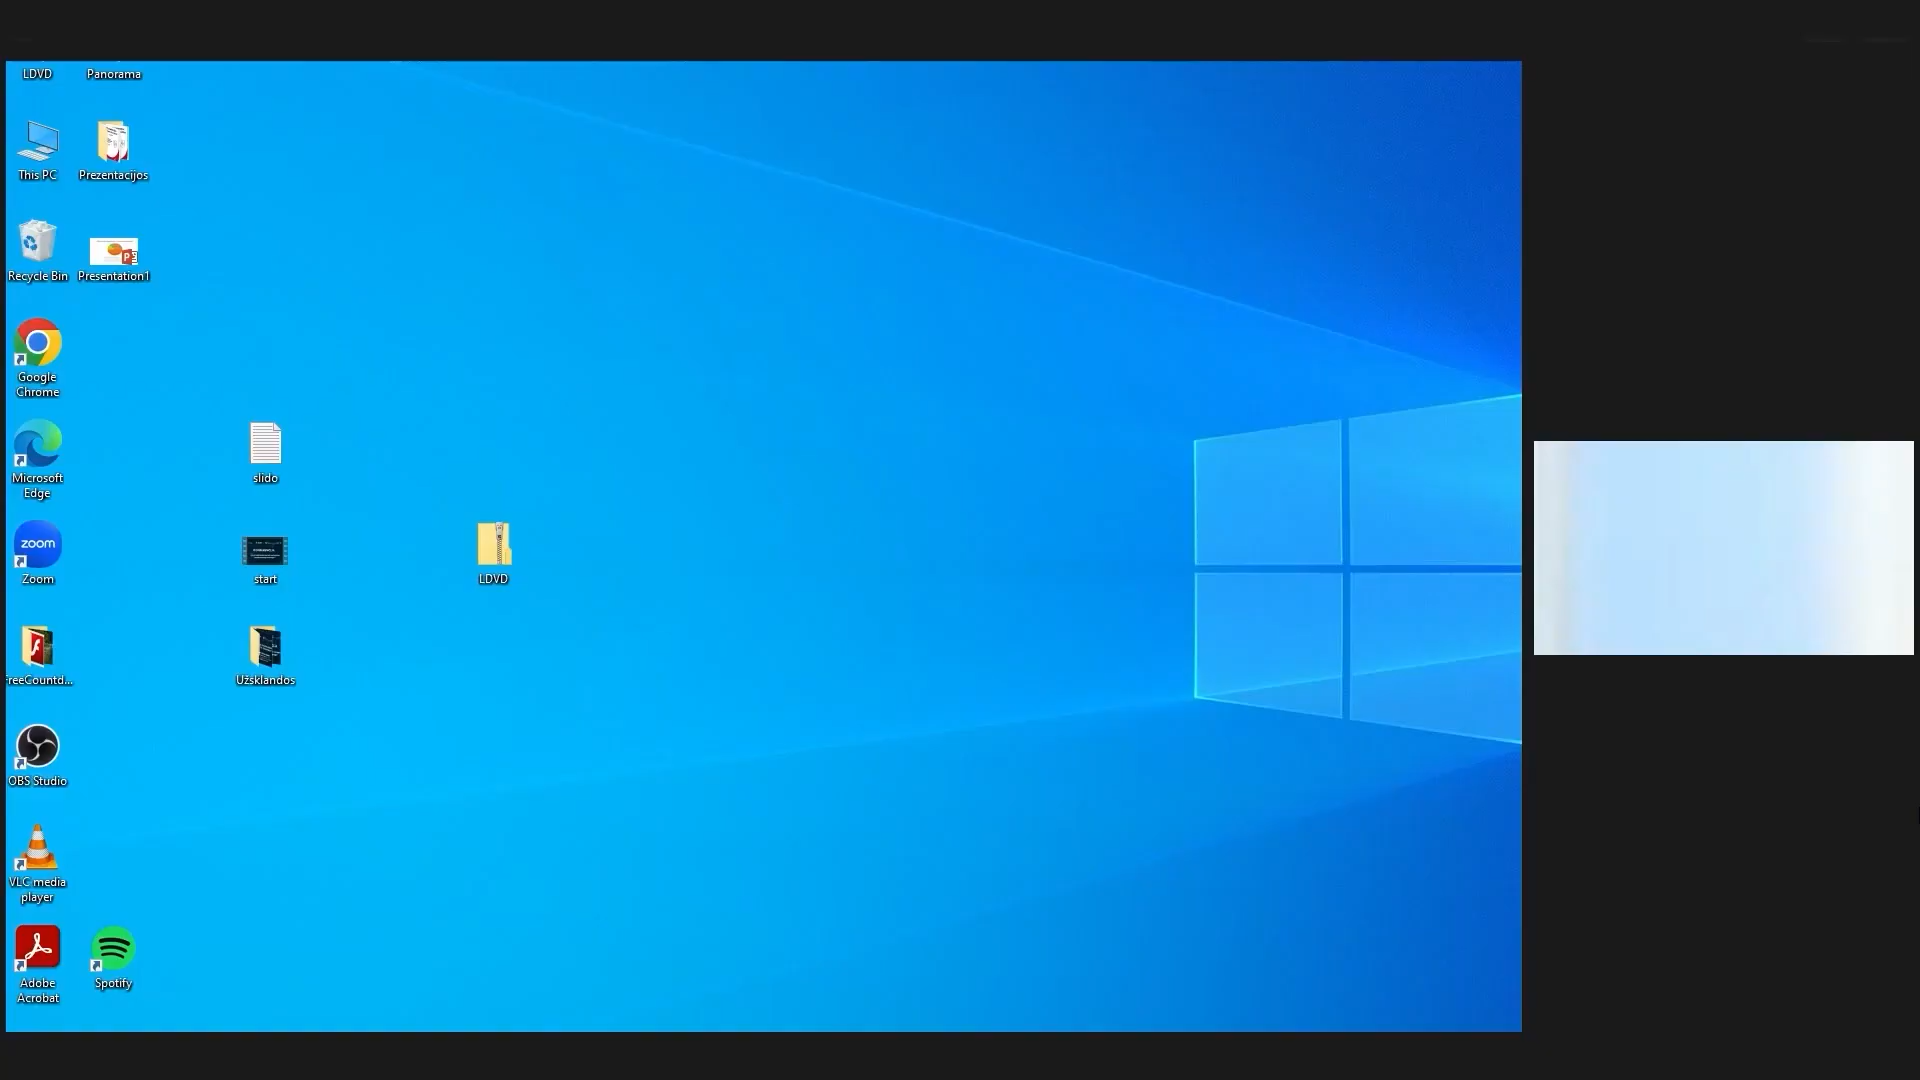 LDVD
Panorama
This PC
Prezentacijos
Recycle Bin
Presentation1
Google
Chrome
Microsoft
Edge
slido
zoom
Zoom
start
LDVD
FreeCountd...
Užsklandos
OBS Studio
VLC media
player
Adobe
Acrobat
Spotify